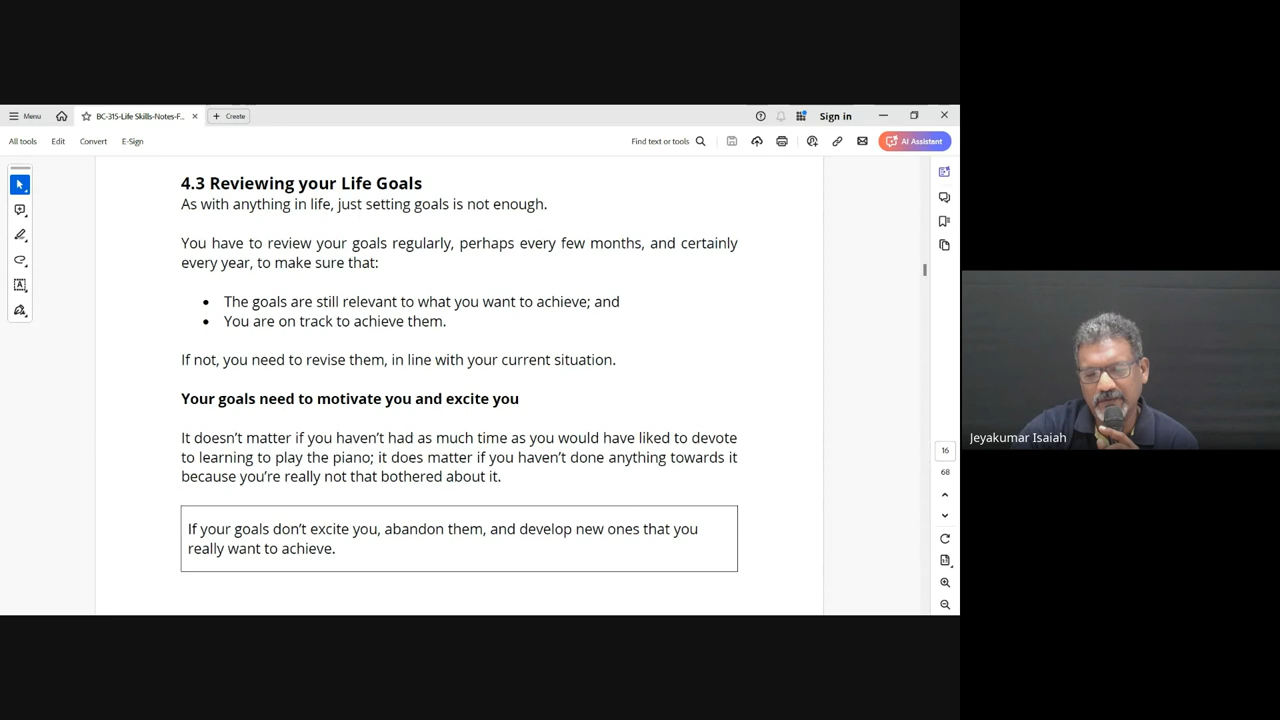 Menu
BC-315-Life Skills-Notes-F...
Create
Sign in
All tools
Edit
Convert
E-Sign
Find text or tools
AI Assistant
4.3 Reviewing your Life Goals
As with anything in life, just setting goals is not enough.
You have to review your goals regularly, perhaps every few months, and certainly
every year, to make sure that:
• The goals are still relevant to what you want to achieve; and
• You are on track to achieve them.
If not, you need to revise them, in line with your current situation.
Your goals need to motivate you and excite you
It doesn’t matter if you haven’t had as much time as you would have liked to devote
to learning to play the piano; it does matter if you haven’t done anything towards it
because you’re really not that bothered about it.
If your goals don’t excite you, abandon them, and develop new ones that you
really want to achieve.
16
68
Jeyakumar Isaiah